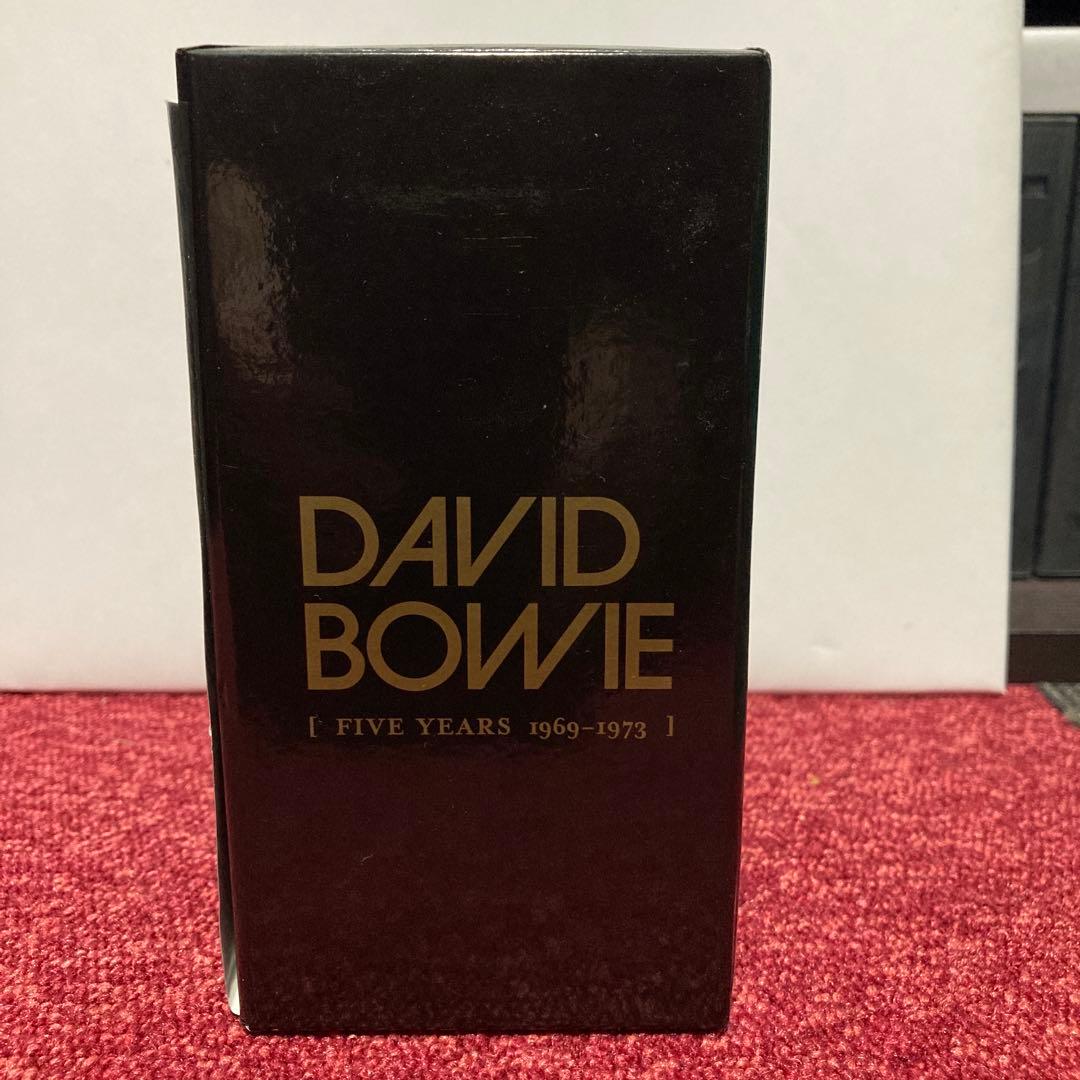 DAVID
BOWIE
[ FIVE YEARS 1969–1973 ]